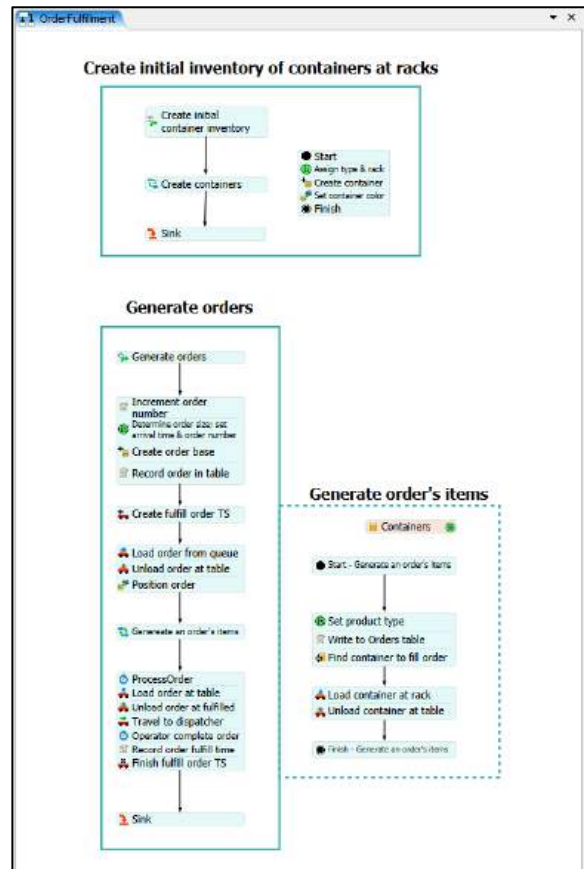 OrderFulfillment
Create initial inventory of containers at racks
Create initial
container inventory
Create containers
Sink
Start
Assign type & rack
Create container
Set container color
Finish
Generate orders
Generate orders
Increment order
number
Determine order size; set
arrival time & order number
Create order base
Record order in table
Create fulfill order TS
Load order from queue
Unload order at table
Position order
Genereate an order's items
ProcessOrder
Load order at table
Unload order at fulfilled
Travel to dispatcher
Operator complete order
Record order fulfill time
Finish fulfill order TS
Sink
Generate order's items
Containers
Start - Generate an order's items
Set product type
Write to Orders table
Find container to fill order
Load container at rack
Unload container at table
Finish - Generate an order's items